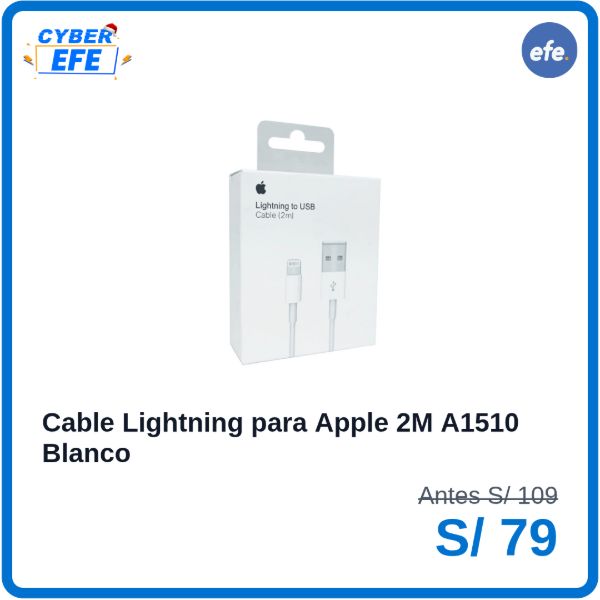 CYBER
EFE
efe.
Lightning to USB
Cable (2m)
Cable Lightning para Apple 2M A1510
Blanco
Antes S/ 109
S/ 79